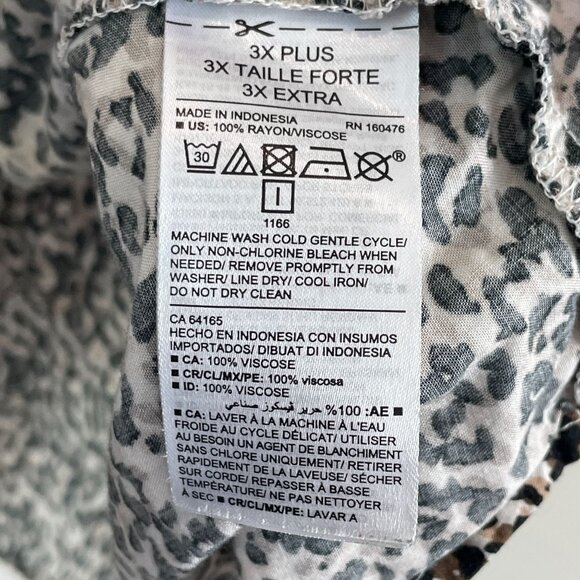 3X PLUS
3X TAILLE FORTE
3X EXTRA
MADE IN INDONESIA RN 160476
■ US: 100% RAYON/VISCOSE
30 ®
1166
MACHINE WASH COLD GENTLE CYCLE/
ONLY NON-CHLORINE BLEACH WHEN
NEEDED/ REMOVE PROMPTLY FROM
WASHER/ LINE DRY/ COOL IRON/
DO NOT DRY CLEAN
CA 64165
HECHO EN INDONESIA CON INSUMOS
IMPORTADOS/ DIBUAT DI INDONESIA
■ CA: 100% VISCOSE
■ CR/CL/MX/PE: 100% viscosa
■ ID: 100% VISCOSE
■ AE: 100% حرير فيسكوز صناعي
■ CA: LAVER À LA MACHINE À L'EAU
FROIDE AU CYCLE DÉLICAT/ UTILISER
AU BESOIN UN AGENT DE BLANCHIMENT
SANS CHLORE UNIQUEMENT/ RETIRER
RAPIDEMENT DE LA LAVEUSE/ SÉCHER
SUR CORDE/ REPASSER À BASSE
TEMPÉRATURE/ NE PAS NETTOYER
À SEC ■ CR/CL/MX/PE: LAVAR A